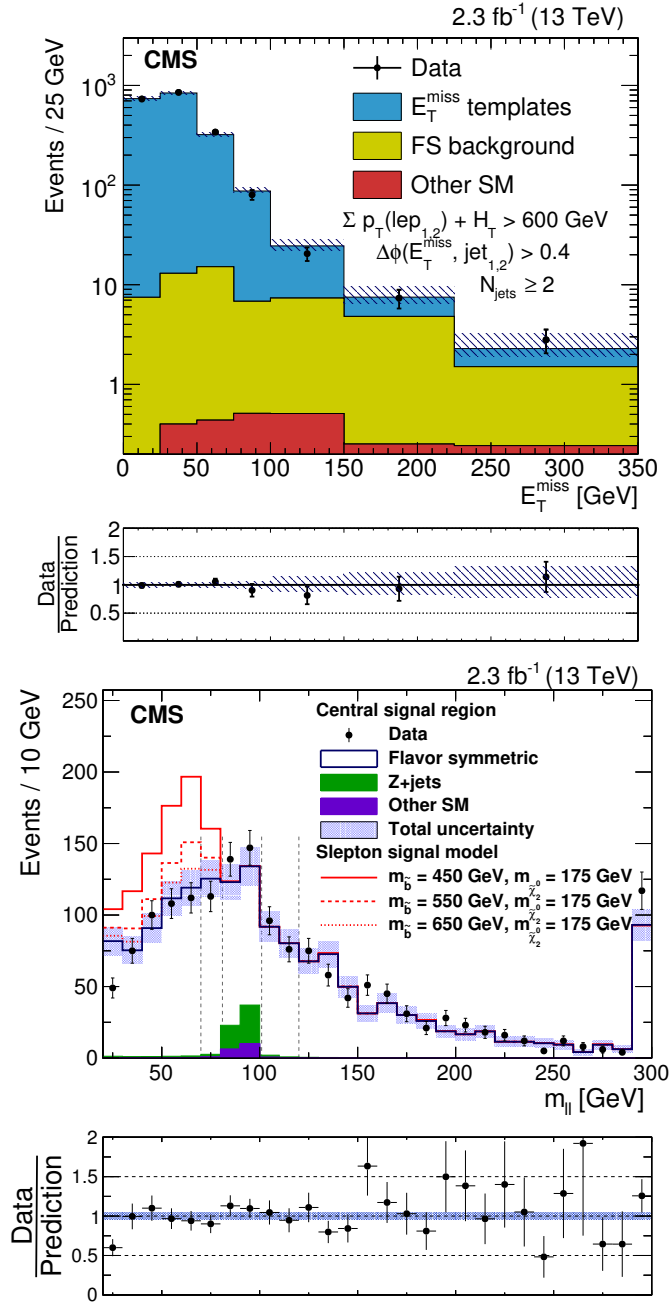 2.3 fb⁻¹ (13 TeV)
CMS
Data
E_T^miss templates
FS background
Other SM
Σ p_T(lep_1,2) + H_T > 600 GeV
Δϕ(E_T^miss, jet_1,2) > 0.4
N_jets ≥ 2
Events / 25 GeV
10³
10²
10
1
0 50 100 150 200 250 300 350
E_T^miss [GeV]
Data
Prediction
2
1.5
1
0.5
2.3 fb⁻¹ (13 TeV)
CMS
Central signal region
Data
Flavor symmetric
Z+jets
Other SM
Total uncertainty
Slepton signal model
m_b̃ = 450 GeV, m_χ̃₂⁰ = 175 GeV
m_b̃ = 550 GeV, m_χ̃₂⁰ = 175 GeV
m_b̃ = 650 GeV, m_χ̃₂⁰ = 175 GeV
Events / 10 GeV
250
200
150
100
50
0
50 100 150 200 250 300
m_ll [GeV]
Data
Prediction
2
1.5
1
0.5
0